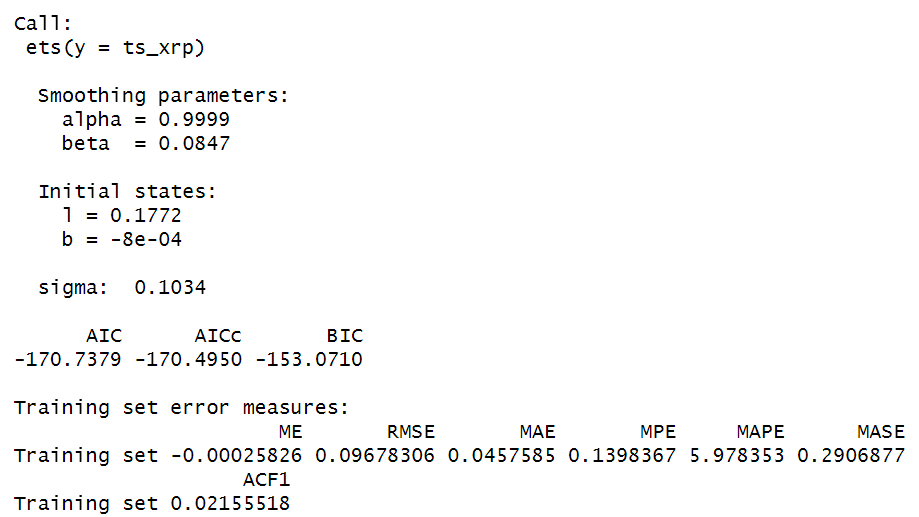 Call:
 ets(y = ts_xrp)

  Smoothing parameters:
    alpha = 0.9999
    beta  = 0.0847

  Initial states:
    l = 0.1772
    b = -8e-04

  sigma:  0.1034

      AIC      AICc       BIC
-170.7379 -170.4950 -153.0710

Training set error measures:
                      ME       RMSE       MAE       MPE     MAPE      MASE
Training set -0.00025826 0.09678306 0.0457585 0.1398367 5.978353 0.2906877
                   ACF1
Training set 0.02155518